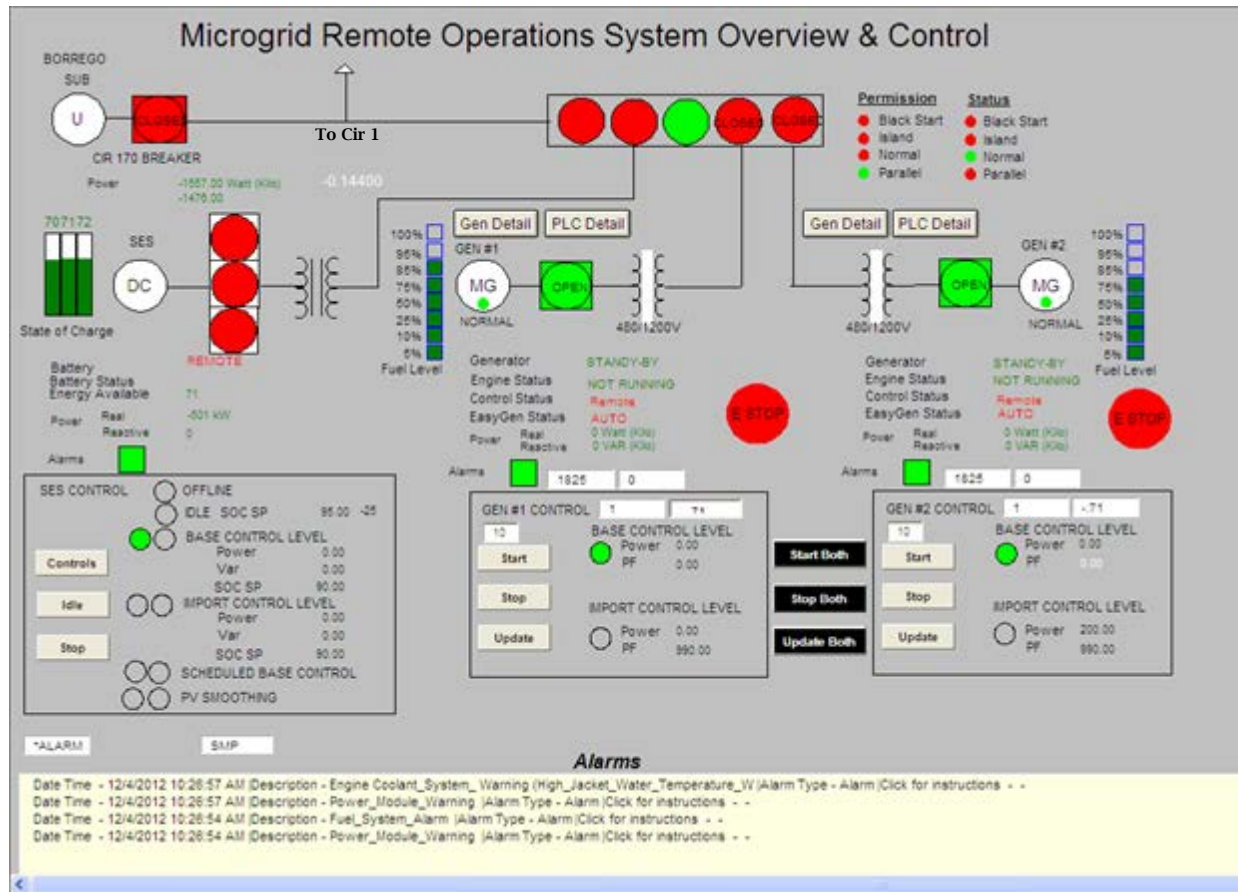 Microgrid Remote Operations System Overview & Control
BORREGO
SUB
U
CLOSED
CIR 170 BREAKER
To Cir 1
CLOSED
CLOSED
Permission Status
Black Start Black Start
Island Island
Normal Normal
Parallel Parallel
Power -1557.00 Watt (Kilo) -0.14400
-1476.00
707172
SES
DC
State of Charge
REMOTE
100%
95%
85%
75%
50%
25%
10%
5%
Fuel Level
Gen Detail PLC Detail
GEN #1
MG
OPEN
NORMAL
480/1200V
Gen Detail PLC Detail
GEN #2
480/1200V
OPEN
MG
NORMAL
100%
95%
85%
75%
50%
25%
10%
5%
Fuel Level
Battery
Battery Status
Energy Available 71
Power Real -501 kW
Reactive 0
Alarms
Generator STANDY-BY
Engine Status NOT RUNNING
Control Status Remote
EasyGen Status AUTO
Power Real 0 Watt (Kilo)
Reactive 0 VAR (Kilo)
E STOP
Alarms 1825 0
Generator STANDY-BY
Engine Status NOT RUNNING
Control Status Remote
EasyGen Status AUTO
Power Real 0 Watt (Kilo)
Reactive 0 VAR (Kilo)
E STOP
Alarms 1825 0
SES CONTROL
OFFLINE
IDLE SOC SP 95.00 -25
BASE CONTROL LEVEL
Power 0.00
Var 0.00
SOC SP 90.00
IMPORT CONTROL LEVEL
Power 0.00
Var 0.00
SOC SP 90.00
SCHEDULED BASE CONTROL
PV SMOOTHING
Controls
Idle
Stop
GEN #1 CONTROL 1
10
BASE CONTROL LEVEL
Power 0.00
PF 0.00
IMPORT CONTROL LEVEL
Power 0.00
PF 990.00
Start
Stop
Update
Start Both
Stop Both
Update Both
GEN #2 CONTROL 1 -.71
10
BASE CONTROL LEVEL
Power 0.00
PF 0.00
IMPORT CONTROL LEVEL
Power 200.00
PF 990.00
Start
Stop
Update
*ALARM SMP
Alarms
Date Time - 12/4/2012 10:26:57 AM |Description - Engine Coolant_System_ Warning (High_Jacket_Water_Temperature_W |Alarm Type - Alarm |Click for instructions - -
Date Time - 12/4/2012 10:26:57 AM |Description - Power_Module_Warning |Alarm Type - Alarm |Click for instructions - -
Date Time - 12/4/2012 10:26:54 AM |Description - Fuel_System_Alarm |Alarm Type - Alarm |Click for instructions - -
Date Time - 12/4/2012 10:26:54 AM |Description - Power_Module_Warning |Alarm Type - Alarm |Click for instructions - -